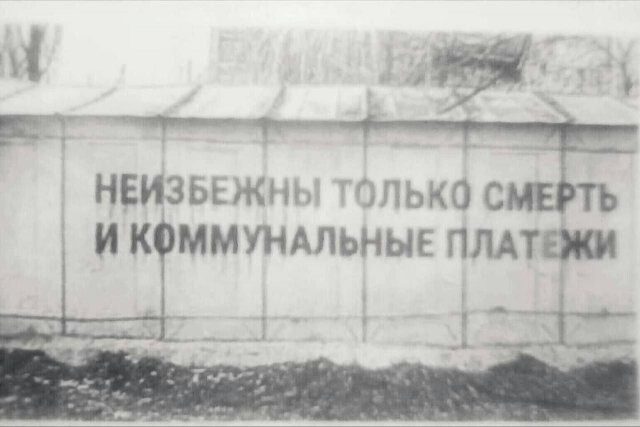 НЕИЗБЕЖНЫ ТОЛЬКО СМЕРТЬ
И КОММУНАЛЬНЫЕ ПЛАТЕЖИ